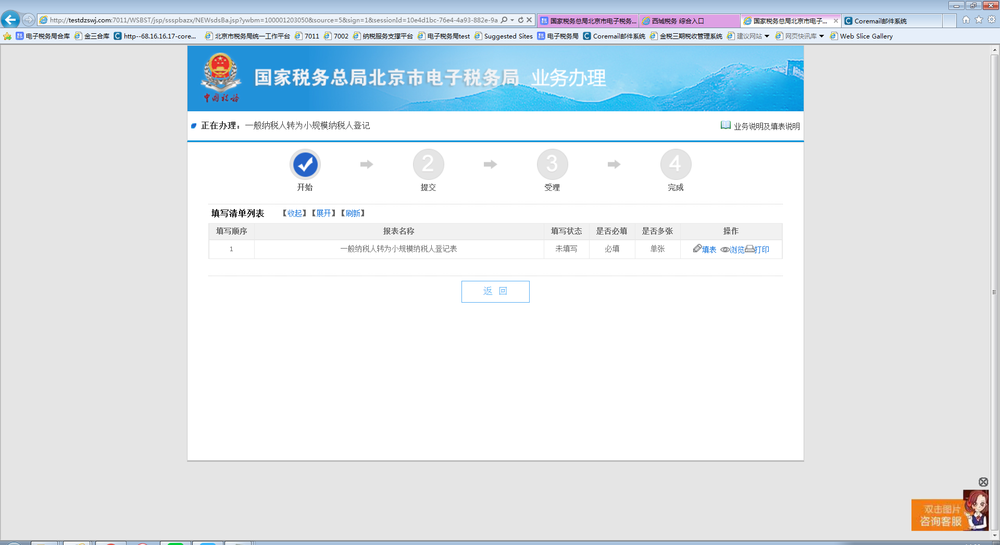 http://testdzswj.com:7011/WSBST/jsp/ssspbazx/NEWsdsBa.jsp?ywbm=100001203050&source=5&sign=1&sessionId=10e4d1bc-76e4-4a93-882e-9a
国家税务总局北京市电子税务...
西城税务 综合入口
国家税务总局北京市电子...
Coremail邮件系统
电子税务局合库
金三合库
http--68.16.16.17-core...
北京市税务局统一工作平台
7011
7002
纳税服务支撑平台
电子税务局test
Suggested Sites
电子税务局
Coremail邮件系统
金税三期税收管理系统
建议网站
网页快讯库
Web Slice Gallery
中国税务
国家税务总局北京市电子税务局 业务办理
正在办理：一般纳税人转为小规模纳税人登记
业务说明及填表说明
2 3 4
开始 提交 受理 完成
填写清单列表 【收起】【展开】【刷新】
填写顺序 报表名称 填写状态 是否必填 是否多张 操作
1 一般纳税人转为小规模纳税人登记表 未填写 必填 单张 填表 浏览 打印
返 回
双击图片
咨询客服